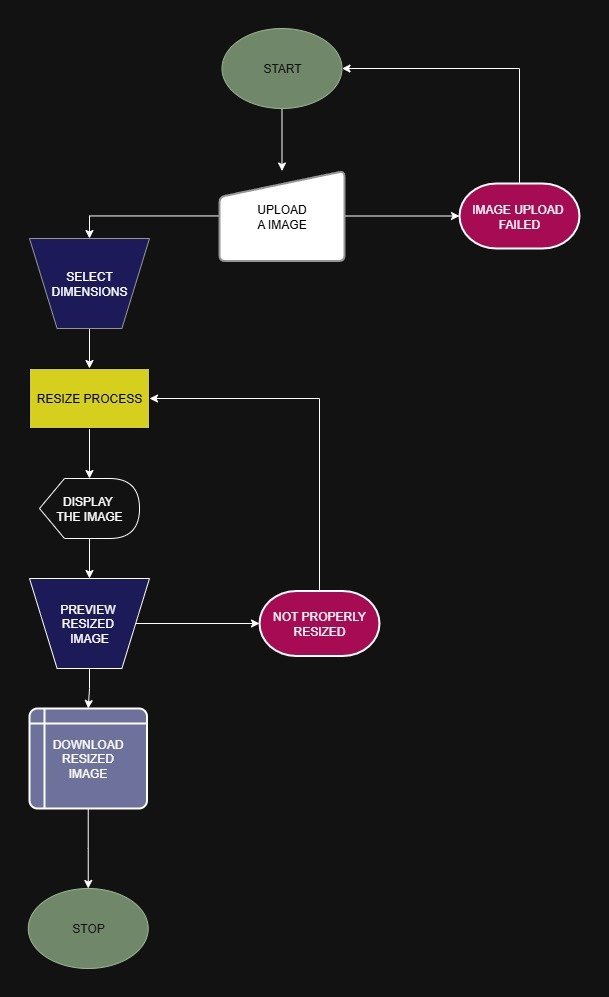 START
UPLOAD
A IMAGE
IMAGE UPLOAD
FAILED
SELECT
DIMENSIONS
RESIZE PROCESS
DISPLAY
THE IMAGE
PREVIEW
RESIZED
IMAGE
NOT PROPERLY
RESIZED
DOWNLOAD
RESIZED
IMAGE
STOP